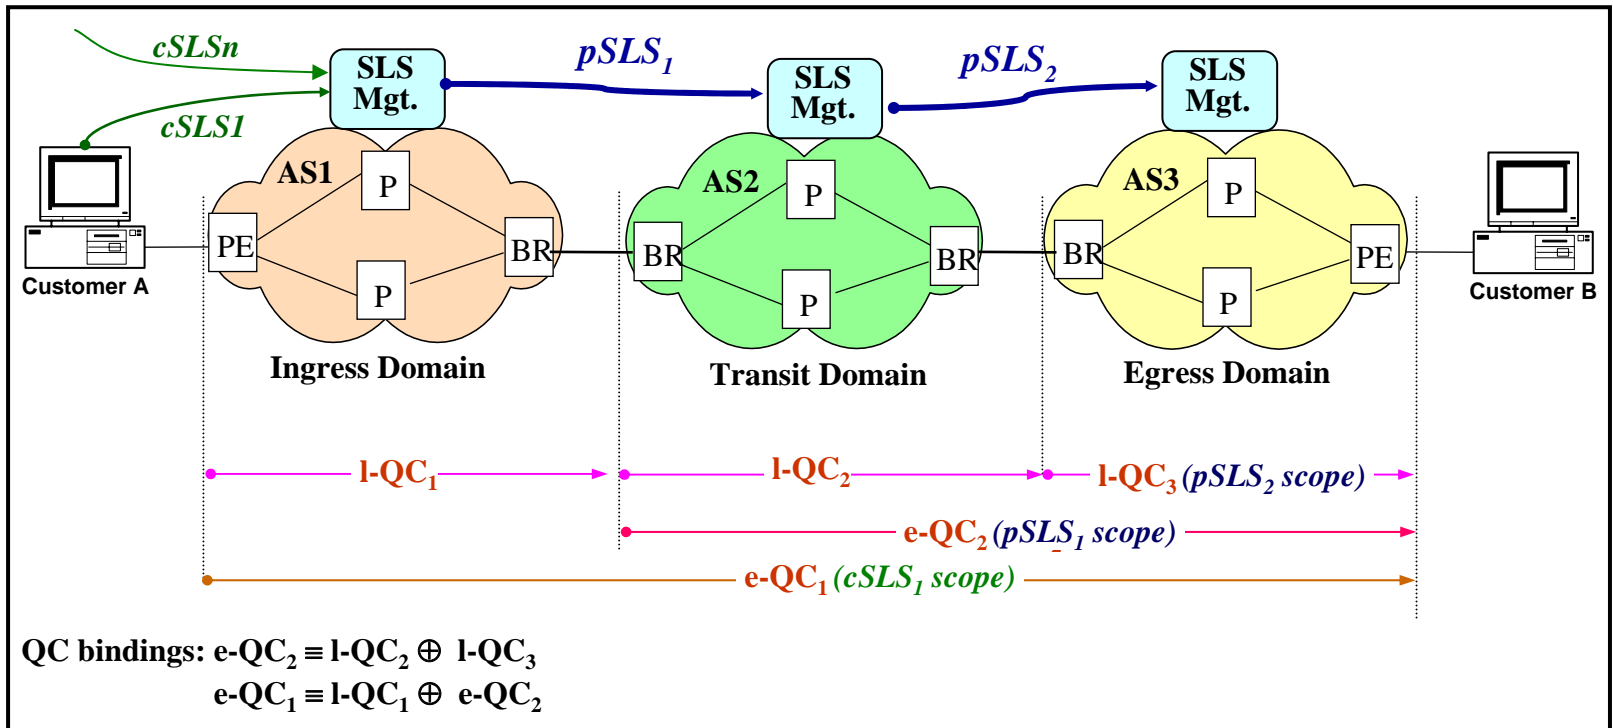 cSLSn
pSLS1
pSLS2
SLS
Mgt.
SLS
Mgt.
SLS
Mgt.
cSLS1
AS1
P
AS2
P
AS3
P
PE
BR
BR
BR
BR
PE
P
P
P
Customer A
Customer B
Ingress Domain
Transit Domain
Egress Domain
l-QC1
l-QC2
l-QC3 (pSLS2 scope)
e-QC2 (pSLS1 scope)
e-QC1 (cSLS1 scope)
QC bindings: e-QC2 ≡ l-QC2 ⊕ l-QC3
e-QC1 ≡ l-QC1 ⊕ e-QC2